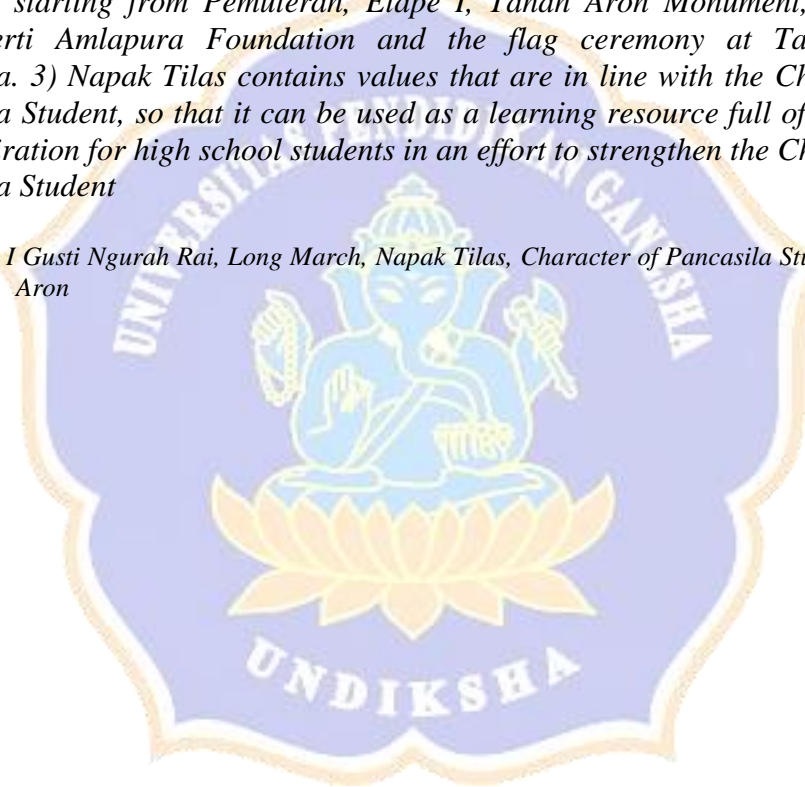 starting from Pemuteran, Etape I, Tanah Aron Monument,
erti Amlapura Foundation and the flag ceremony at Ta
a. 3) Napak Tilas contains values that are in line with the Ch
a Student, so that it can be used as a learning resource full of
ration for high school students in an effort to strengthen the Ch
a Student
I Gusti Ngurah Rai, Long March, Napak Tilas, Character of Pancasila Stu
Aron
UNIVERSITAS PENDIDIKAN GANESHA
UNDIKSHA